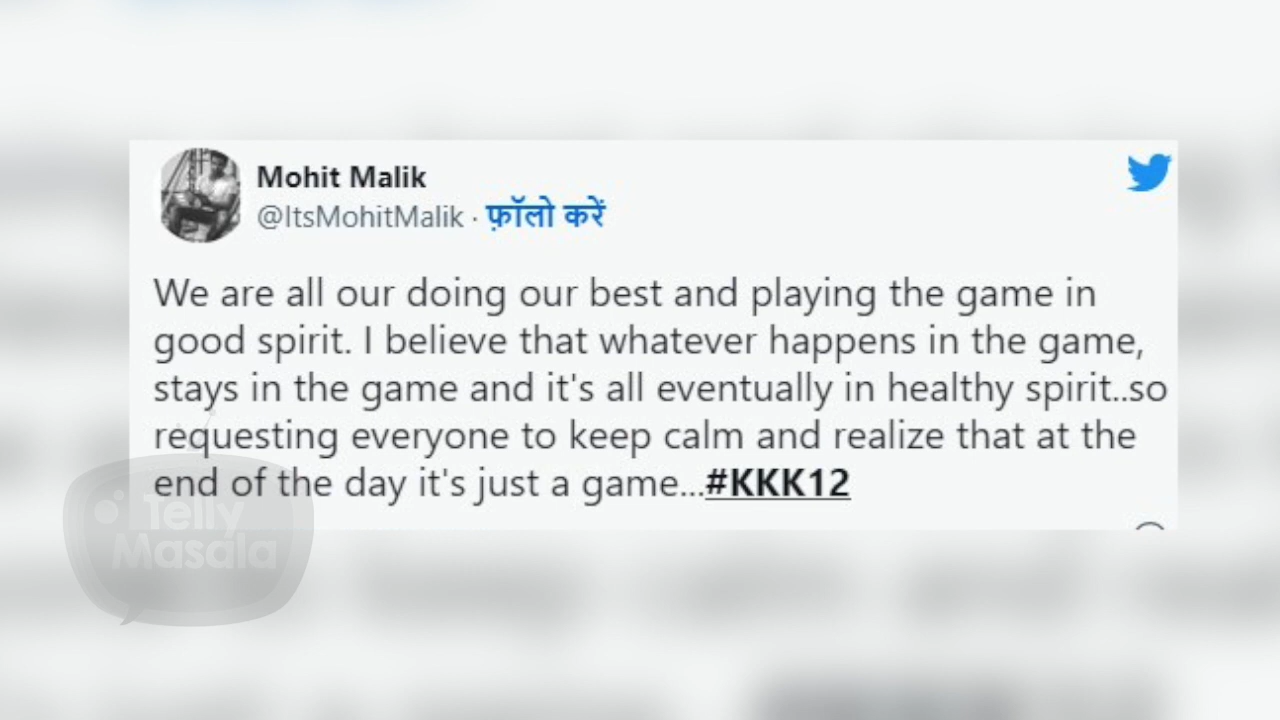 Mohit Malik
@ItsMohitMalik · फ़ॉलो करें
We are all our doing our best and playing the game in
good spirit. I believe that whatever happens in the game,
stays in the game and it's all eventually in healthy spirit..so
requesting everyone to keep calm and realize that at the
end of the day it's just a game...#KKK12
Telly
Masala